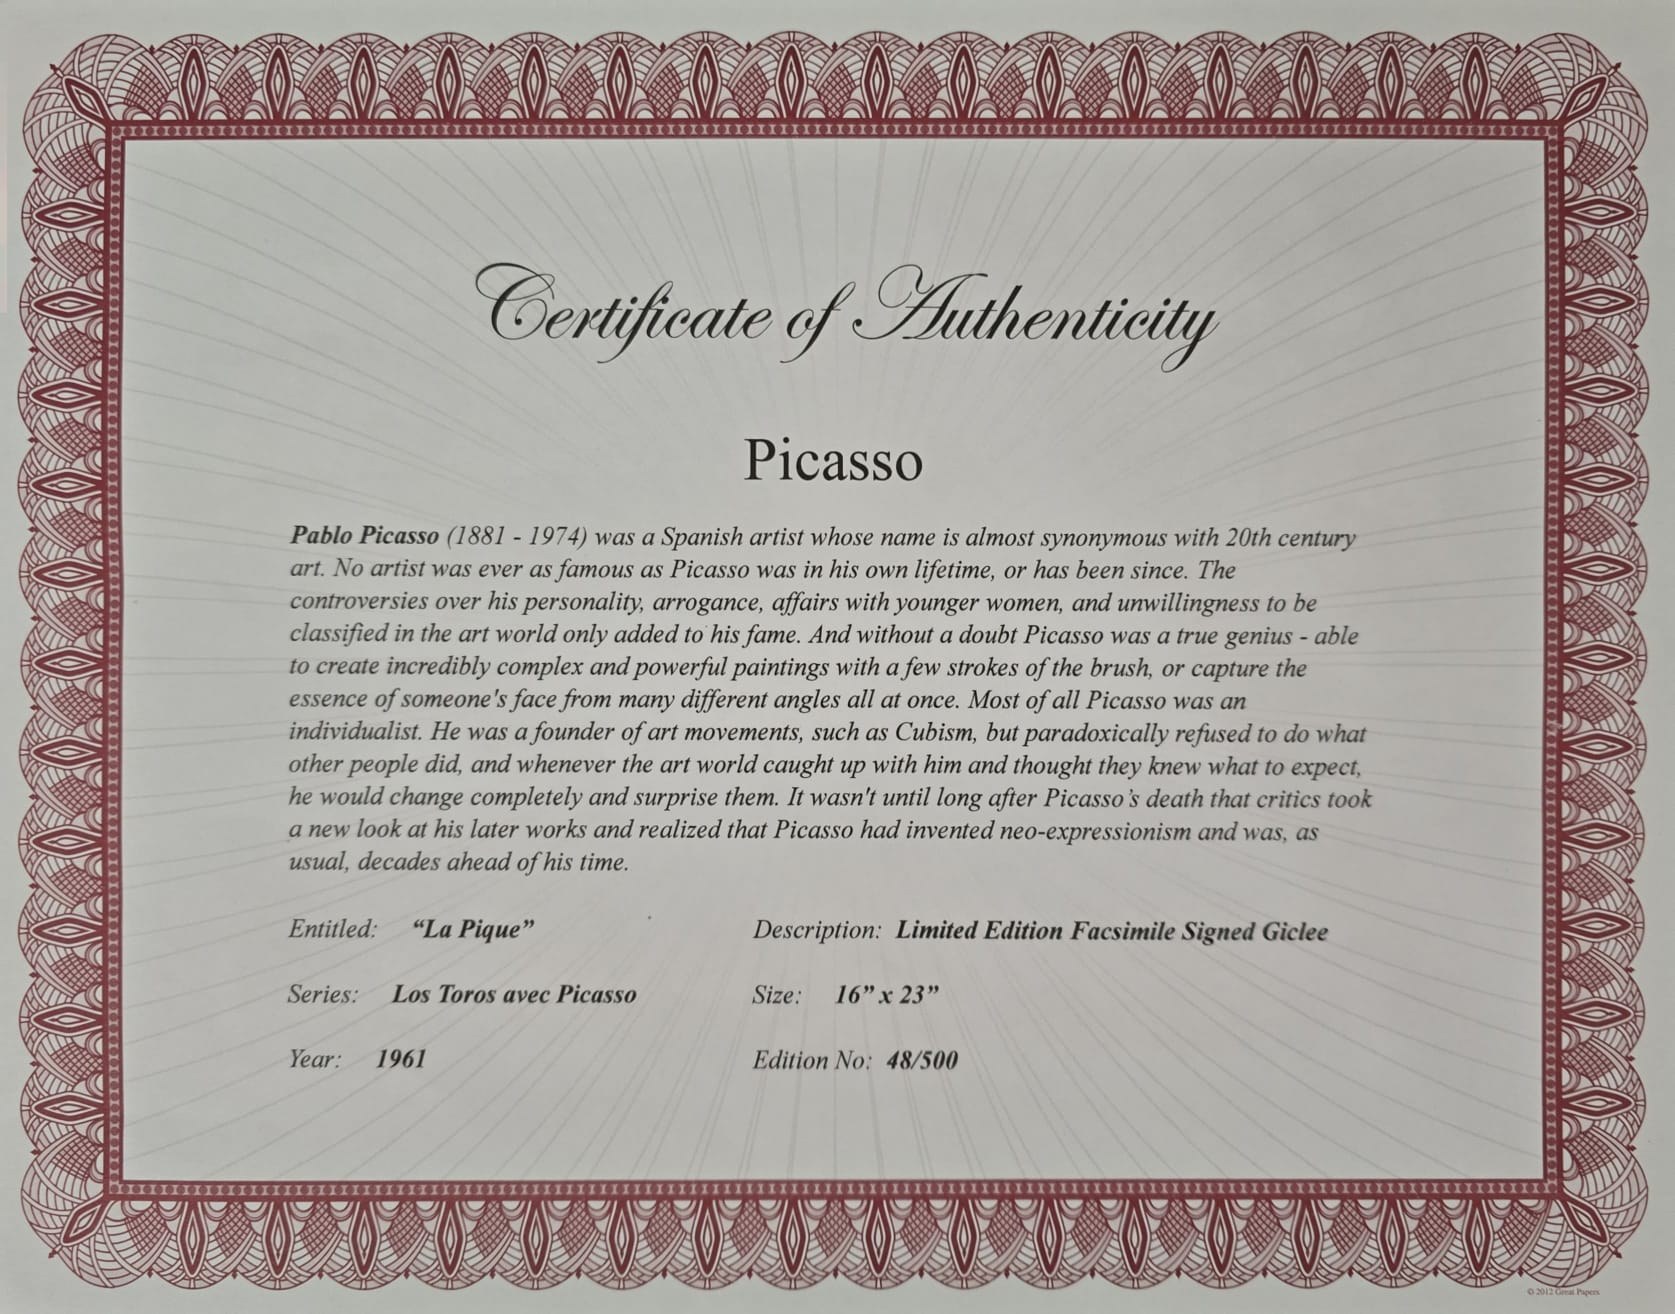 Certificate of Authenticity
Picasso
Pablo Picasso (1881 - 1974) was a Spanish artist whose name is almost synonymous with 20th century
art. No artist was ever as famous as Picasso was in his own lifetime, or has been since. The
controversies over his personality, arrogance, affairs with younger women, and unwillingness to be
classified in the art world only added to his fame. And without a doubt Picasso was a true genius - able
to create incredibly complex and powerful paintings with a few strokes of the brush, or capture the
essence of someone's face from many different angles all at once. Most of all Picasso was an
individualist. He was a founder of art movements, such as Cubism, but paradoxically refused to do what
other people did, and whenever the art world caught up with him and thought they knew what to expect,
he would change completely and surprise them. It wasn't until long after Picasso's death that critics took
a new look at his later works and realized that Picasso had invented neo-expressionism and was, as
usual, decades ahead of his time.
Entitled: “La Pique” Description: Limited Edition Facsimile Signed Giclee
Series: Los Toros avec Picasso Size: 16” x 23”
Year: 1961 Edition No: 48/500
© 2012 Great Papers